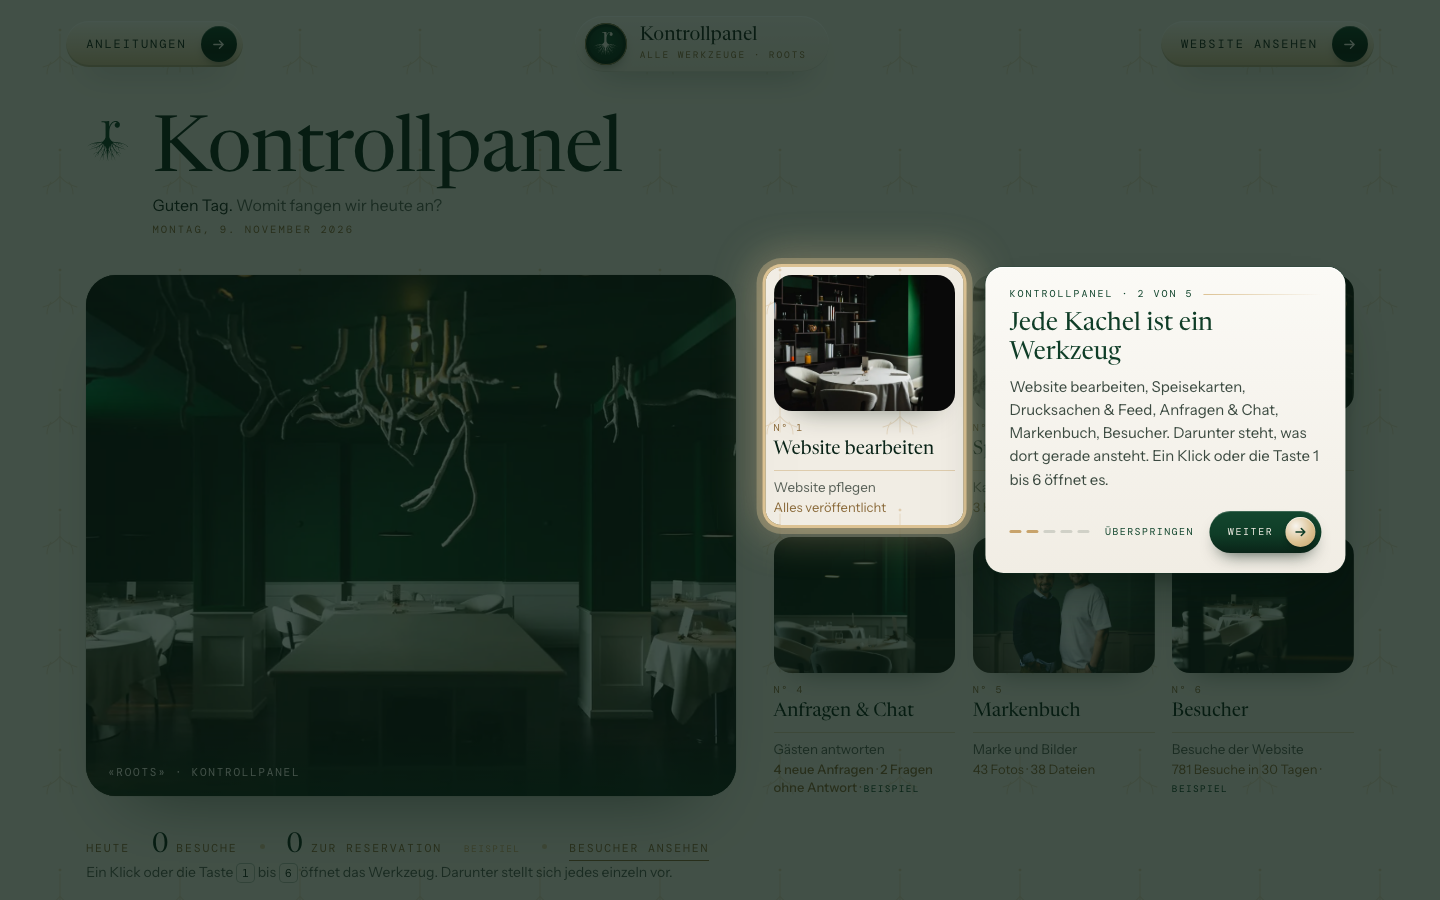 ANLEITUNGEN
Kontrollpanel
ALLE WERKZEUGE · ROOTS
WEBSITE ANSEHEN
r
Kontrollpanel
Guten Tag. Womit fangen wir heute an?
MONTAG, 9. NOVEMBER 2026
«ROOTS» · KONTROLLPANEL
N° 1
Website bearbeiten
Website pflegen
Alles veröffentlicht
KONTROLLPANEL · 2 VON 5
Jede Kachel ist ein
Werkzeug
Website bearbeiten, Speisekarten,
Drucksachen & Feed, Anfragen & Chat,
Markenbuch, Besucher. Darunter steht, was
dort gerade ansteht. Ein Klick oder die Taste 1
bis 6 öffnet es.
ÜBERSPRINGEN
WEITER
N° 4
Anfragen & Chat
Gästen antworten
4 neue Anfragen · 2 Fragen
ohne Antwort · BEISPIEL
N° 5
Markenbuch
Marke und Bilder
43 Fotos · 38 Dateien
N° 6
Besucher
Besuche der Website
781 Besuche in 30 Tagen ·
BEISPIEL
HEUTE 0 BESUCHE 0 ZUR RESERVATION BEISPIEL BESUCHER ANSEHEN
Ein Klick oder die Taste 1 bis 6 öffnet das Werkzeug. Darunter stellt sich jedes einzeln vor.